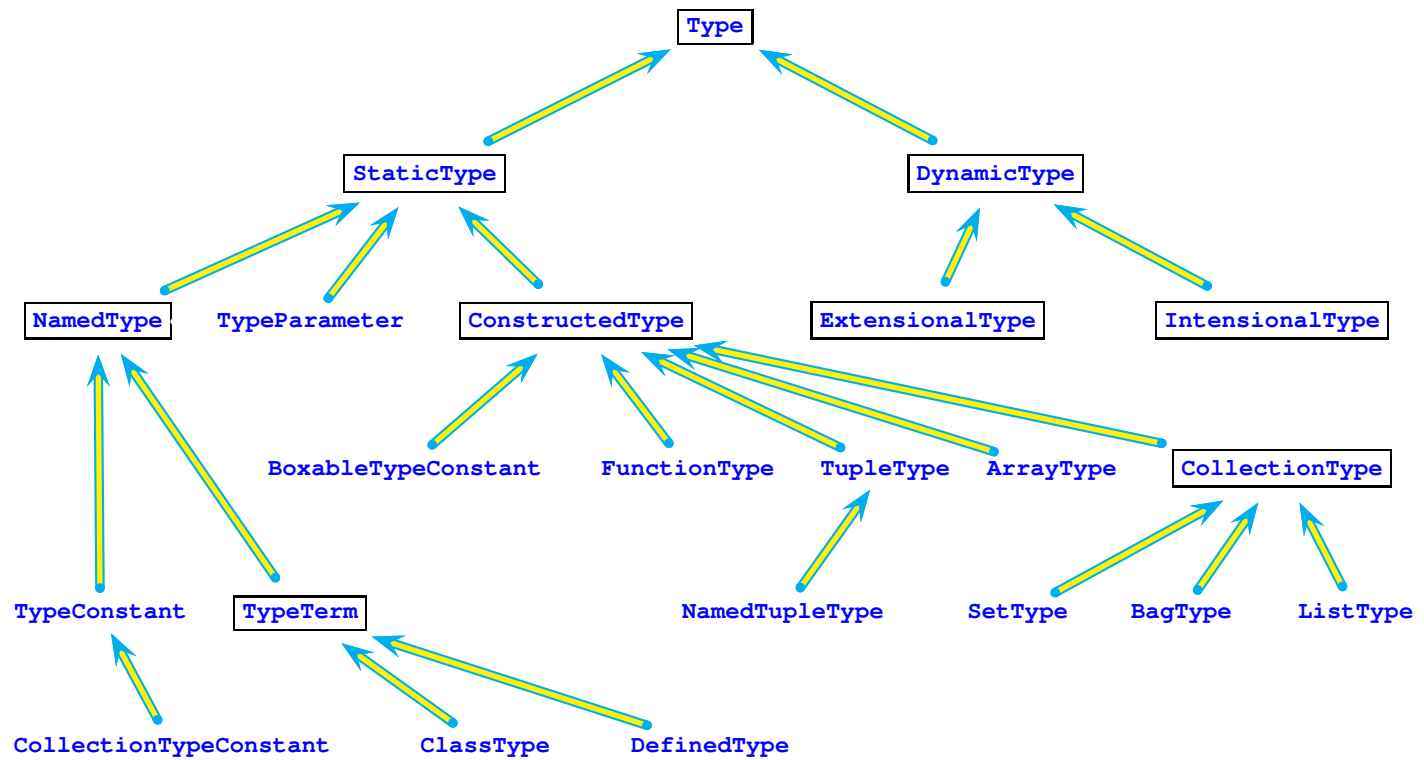 Type
StaticType DynamicType
NamedType TypeParameter ConstructedType ExtensionalType IntensionalType
BoxableTypeConstant FunctionType TupleType ArrayType CollectionType
TypeConstant TypeTerm NamedTupleType SetType BagType ListType
CollectionTypeConstant ClassType DefinedType